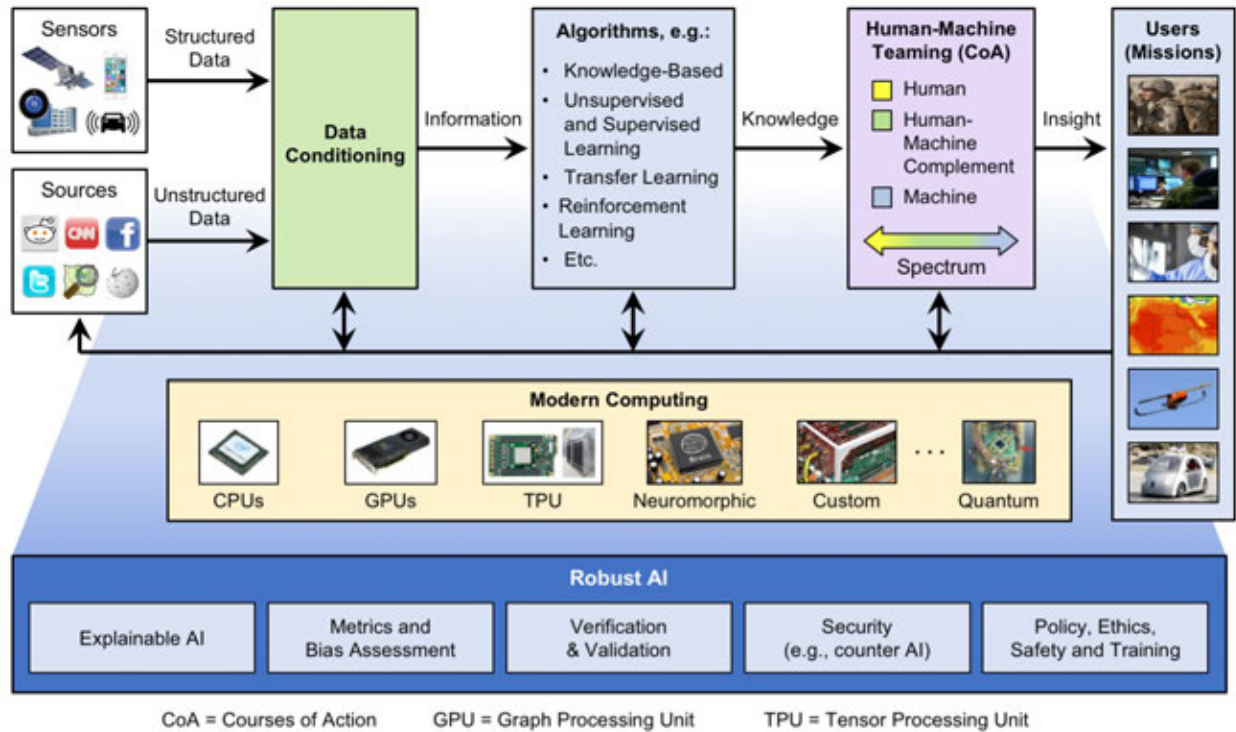 Sensors
Structured
Data
Sources
CNN
f
Unstructured
Data
Data
Conditioning
Information
Algorithms, e.g.:
• Knowledge-Based
• Unsupervised
and Supervised
Learning
• Transfer Learning
• Reinforcement
Learning
• Etc.
Knowledge
Human-Machine
Teaming (CoA)
Human
Human-
Machine
Complement
Machine
Spectrum
Insight
Users
(Missions)
Modern Computing
CPUs
GPUs
TPU
Neuromorphic
Custom
...
Quantum
Robust AI
Explainable AI
Metrics and
Bias Assessment
Verification
& Validation
Security
(e.g., counter AI)
Policy, Ethics,
Safety and Training
CoA = Courses of Action GPU = Graph Processing Unit TPU = Tensor Processing Unit